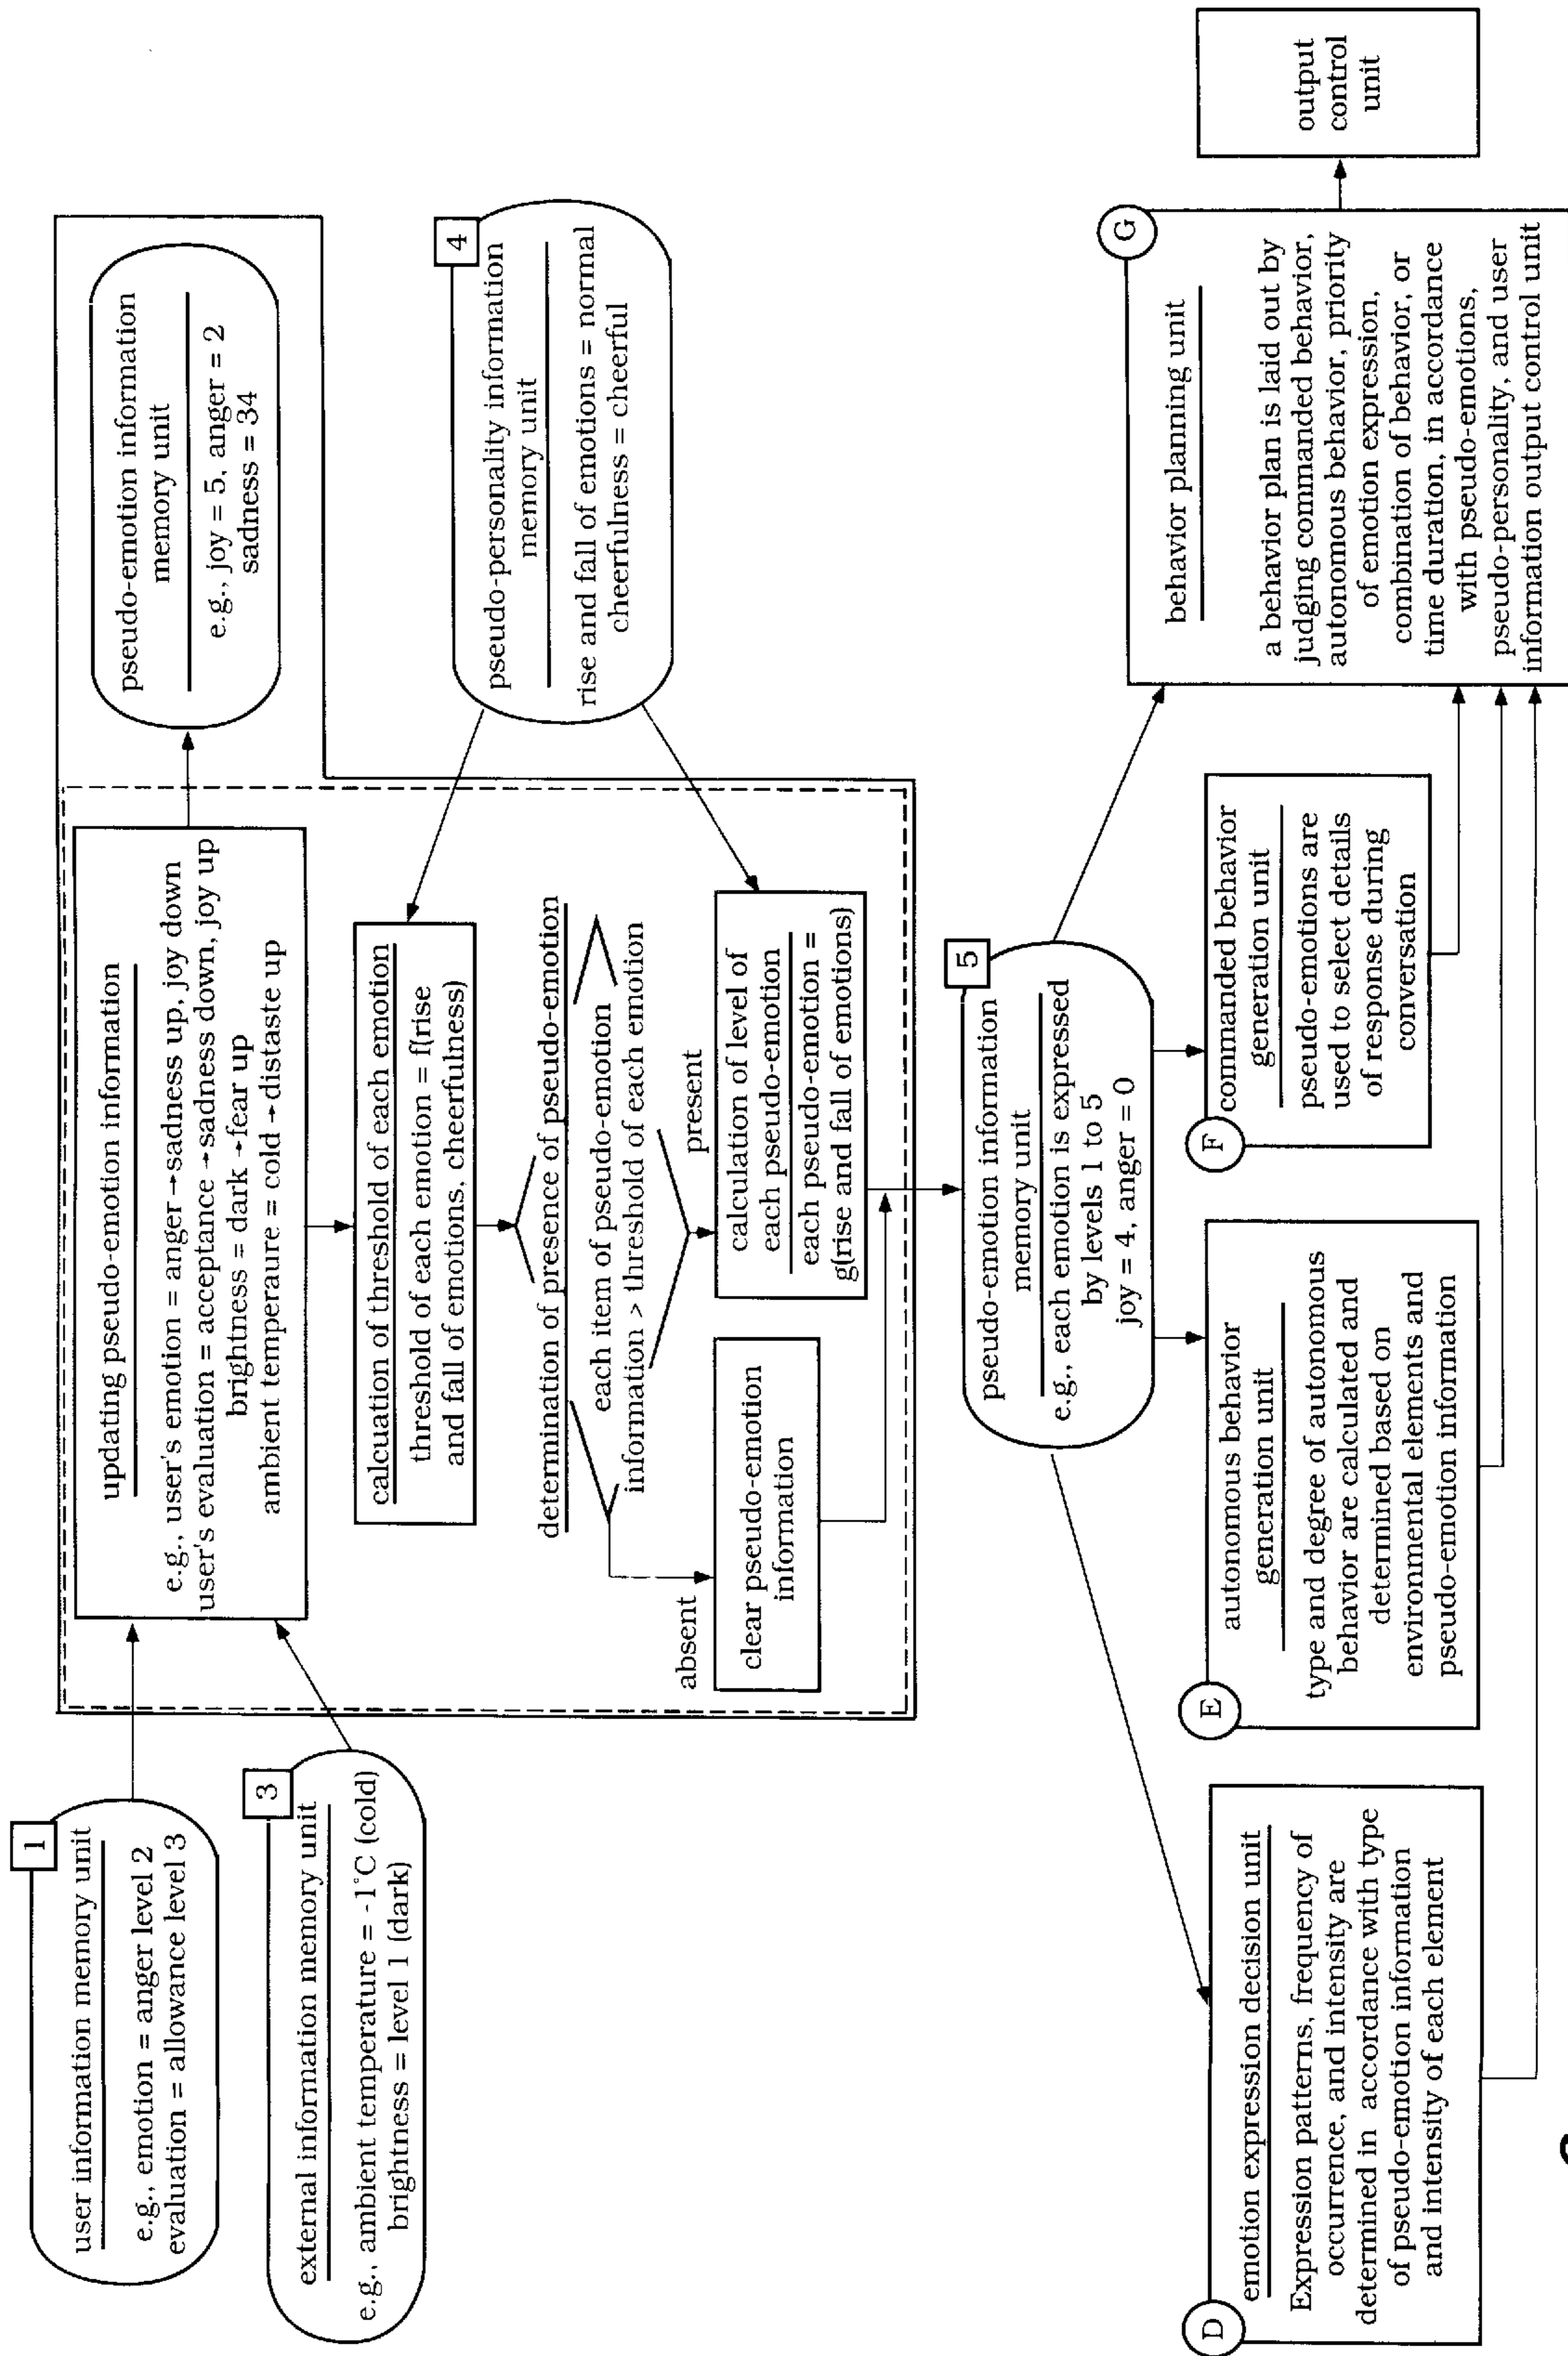 1
user information memory unit
e.g., emotion = anger level 2
evaluation = allowance level 3
3
external information memory unit
e.g., ambient temperature = -1°C (cold)
brightness = level 1 (dark)
updating pseudo-emotion information
e.g., user's emotion = anger→sadness up, joy down
user's evaluation = acceptance→sadness down, joy up
brightness = dark→fear up
ambient temperaure = cold→distaste up
pseudo-emotion information
memory unit
e.g., joy = 5, anger = 2
sadness = 34
calcuation of threshold of each emotion
threshold of each emotion = f(rise
and fall of emotions, cheerfulness)
4
pseudo-personality information
memory unit
rise and fall of emotions = normal
cheerfulness = cheerful
determination of presence of pseudo-emotion
each item of pseudo-emotion
information > threshold of each emotion
absent
present
clear pseudo-emotion
information
calculation of level of
each pseudo-emotion
each pseudo-emotion =
g(rise and fall of emotions)
5
pseudo-emotion information
memory unit
e.g., each emotion is expressed
by levels 1 to 5
joy = 4, anger = 0
D
emotion expression decision unit
Expression patterns, frequency of
occurrence, and intensity are
determined in accordance with type
of pseudo-emotion information
and intensity of each element
E
autonomous behavior
generation unit
type and degree of autonomous
behavior are calculated and
determined based on
environmental elements and
pseudo-emotion information
F
commanded behavior
generation unit
pseudo-emotions are
used to select details
of response during
conversation
G
behavior planning unit
a behavior plan is laid out by
judging commanded behavior,
autonomous behavior, priority
of emotion expression,
combination of behavior, or
time duration, in accordance
with pseudo-emotions,
pseudo-personality, and user
information output control unit
output
control
unit